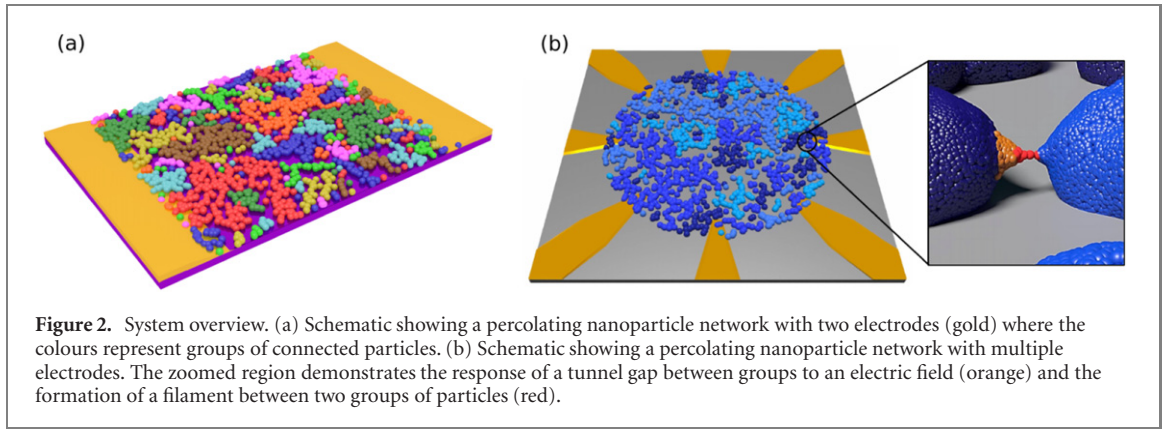 (a)
(b)
Figure 2. System overview. (a) Schematic showing a percolating nanoparticle network with two electrodes (gold) where the
colours represent groups of connected particles. (b) Schematic showing a percolating nanoparticle network with multiple
electrodes. The zoomed region demonstrates the response of a tunnel gap between groups to an electric field (orange) and the
formation of a filament between two groups of particles (red).